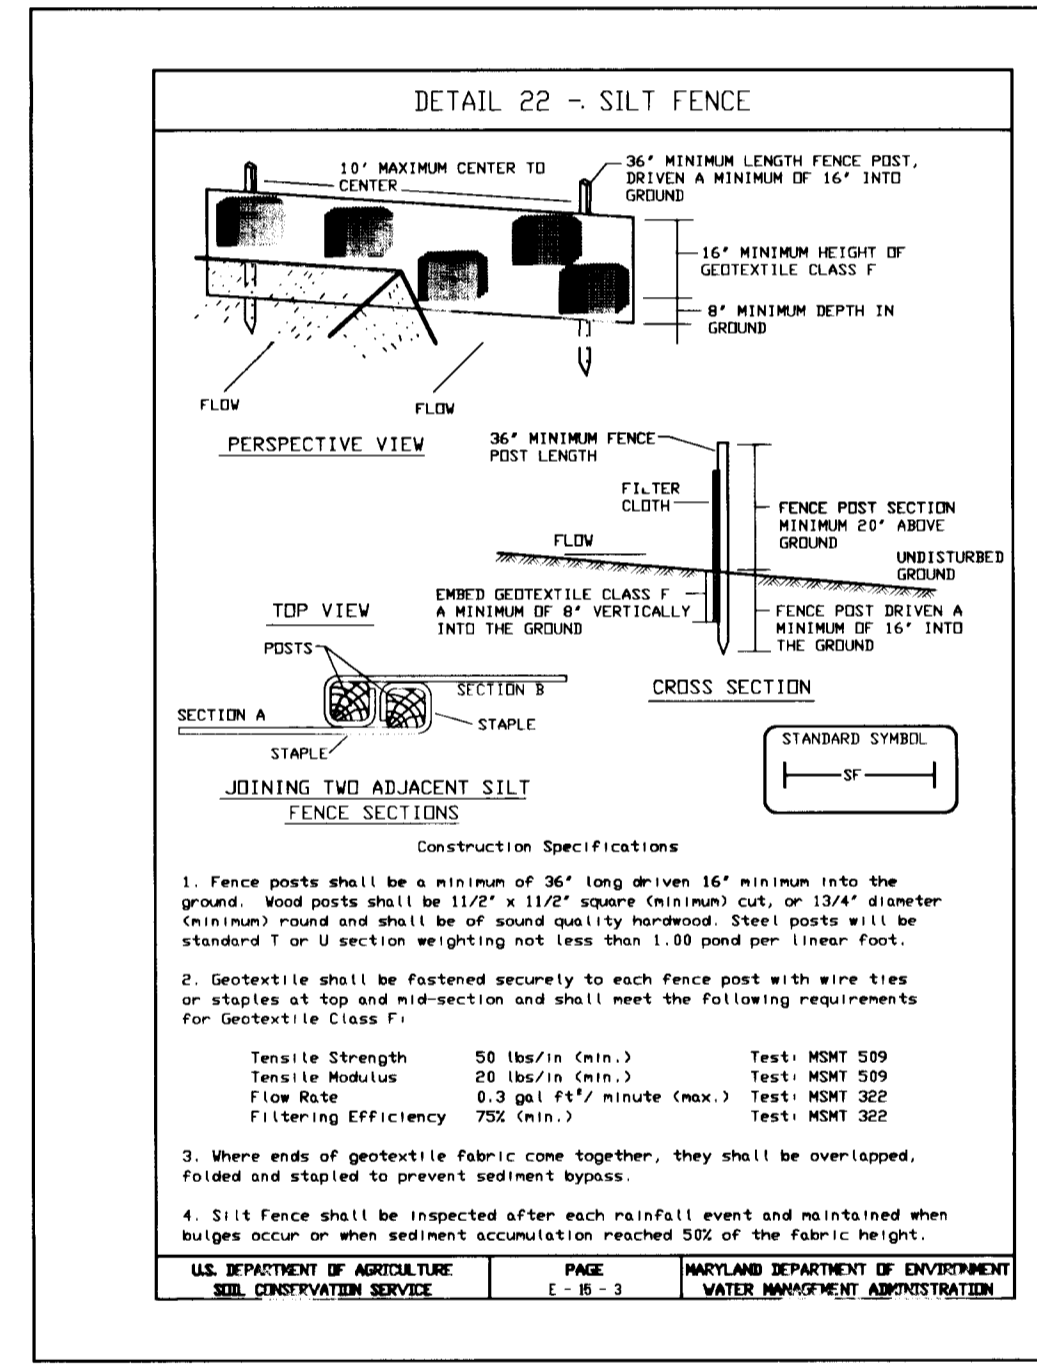 DETAIL 22 -. SILT FENCE
10' MAXIMUM CENTER TO
CENTER
36" MINIMUM LENGTH FENCE POST,
DRIVEN A MINIMUM OF 16" INTO
GROUND
16" MINIMUM HEIGHT OF
GEOTEXTILE CLASS F
8" MINIMUM DEPTH IN
GROUND
FLOW
FLOW
PERSPECTIVE VIEW
36" MINIMUM FENCE
POST LENGTH
FILTER
CLOTH
FENCE POST SECTION
MINIMUM 20" ABOVE
GROUND
FLOW
UNDISTURBED
GROUND
EMBED GEOTEXTILE CLASS F
A MINIMUM OF 8" VERTICALLY
INTO THE GROUND
FENCE POST DRIVEN A
MINIMUM OF 16" INTO
THE GROUND
CROSS SECTION
TOP VIEW
POSTS
SECTION B
SECTION A
STAPLE
STAPLE
JOINING TWO ADJACENT SILT
FENCE SECTIONS
STANDARD SYMBOL
SF
Construction Specifications
1. Fence posts shall be a minimum of 36" long driven 16" minimum into the
ground. Wood posts shall be 11/2" x 11/2" square (minimum) cut, or 13/4" diameter
(minimum) round and shall be of sound quality hardwood. Steel posts will be
standard T or U section weighting not less than 1.00 pond per linear foot.
2. Geotextile shall be fastened securely to each fence post with wire ties
or staples at top and mid-section and shall meet the following requirements
for Geotextile Class F:
Tensile Strength 50 lbs/in (min.) Test: MSMT 509
Tensile Modulus 20 lbs/in (min.) Test: MSMT 509
Flow Rate 0.3 gal ft²/ minute (max.) Test: MSMT 322
Filtering Efficiency 75% (min.) Test: MSMT 322
3. Where ends of geotextile fabric come together, they shall be overlapped,
folded and stapled to prevent sediment bypass.
4. Silt Fence shall be inspected after each rainfall event and maintained when
bulges occur or when sediment accumulation reached 50% of the fabric height.
U.S. DEPARTMENT OF AGRICULTURE
SOIL CONSERVATION SERVICE
PAGE
E - 15 - 3
MARYLAND DEPARTMENT OF ENVIRONMENT
WATER MANAGEMENT ADMINISTRATION